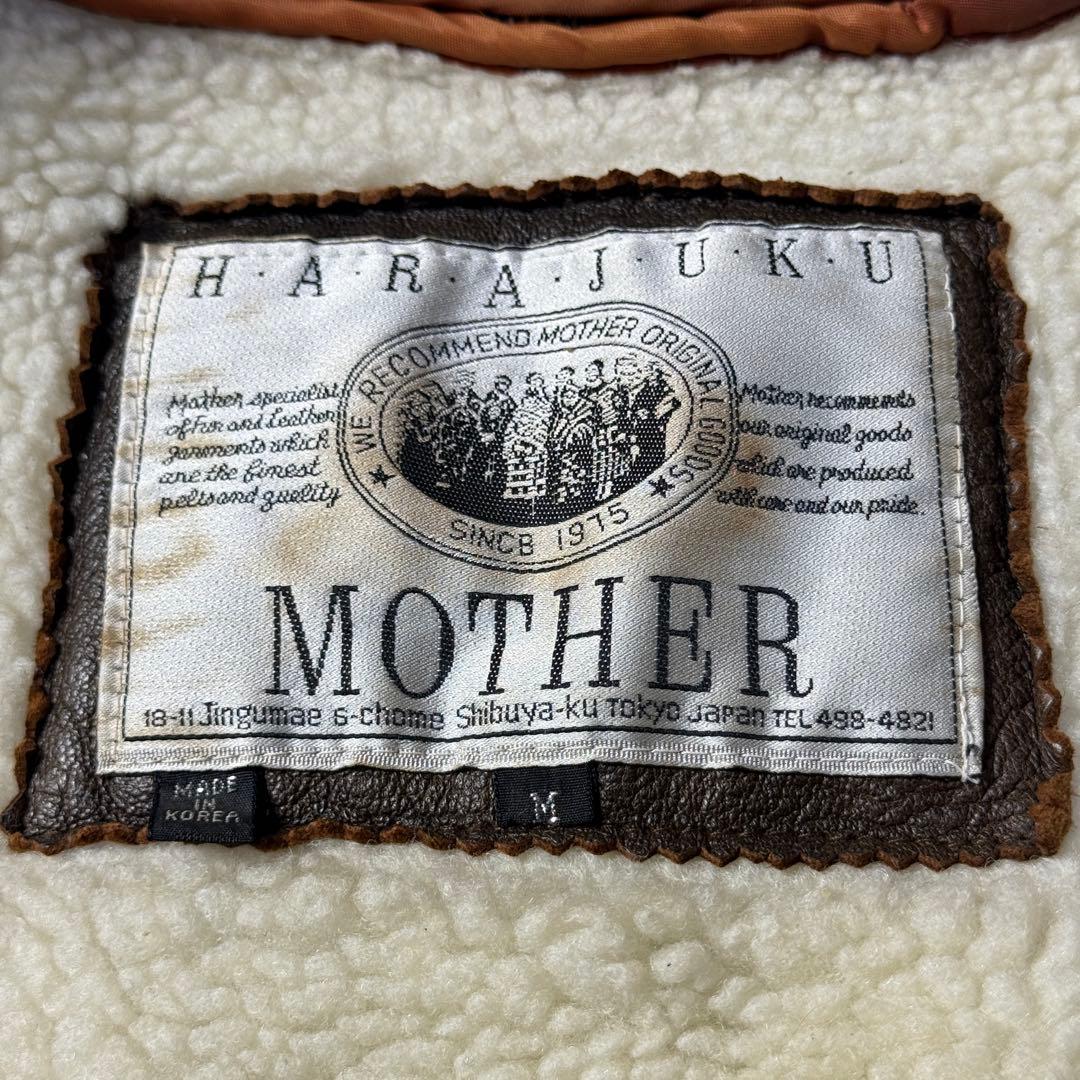 H·A·R·A·J·U·K·U
★ WE RECOMMEND MOTHER ORIGINAL GOODS ★
SINCB 1975
Mother specialist
of fur and Leather
garments which
are the finest
pelts and quality
Mother recommends
our original goods
which are produced
with care and our pride.
MOTHER
18-11 Jingumae 6-chome Shibuya-ku Tokyo Japan TEL 498-4821
MADE
IN
KOREA
M